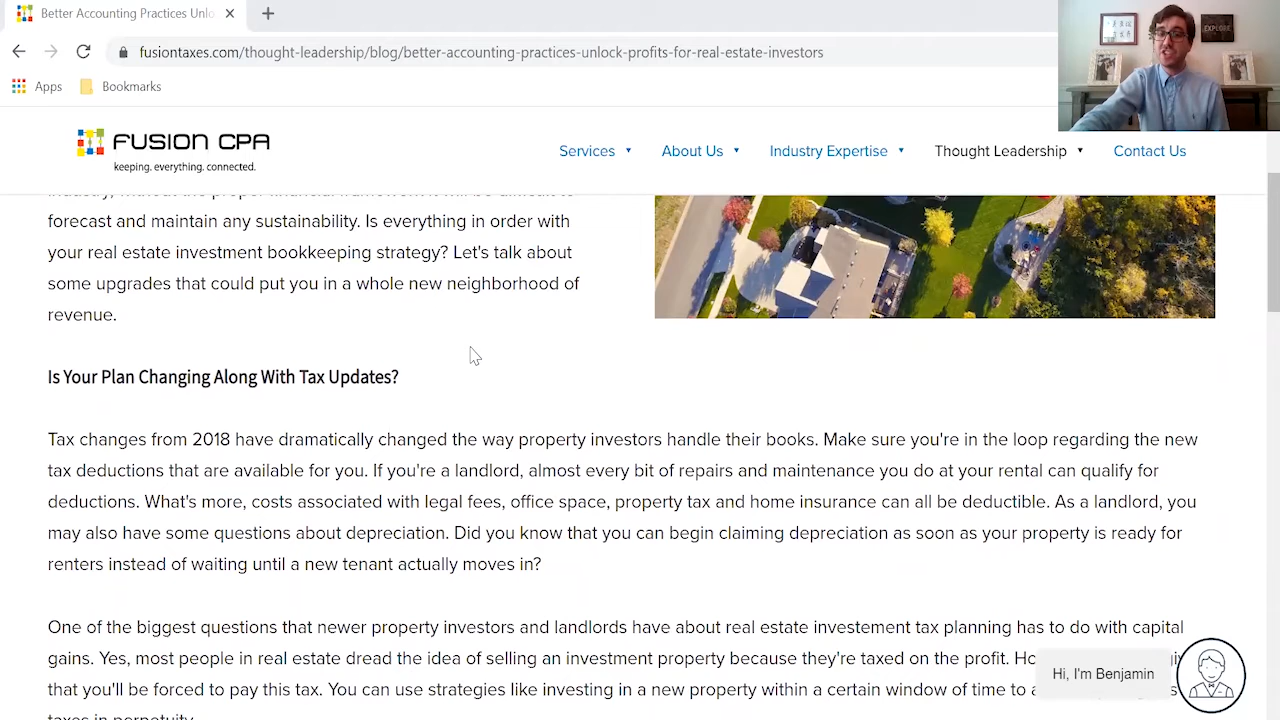 Better Accounting Practices Unlo
fusiontaxes.com/thought-leadership/blog/better-accounting-practices-unlock-profits-for-real-estate-investors
Apps
Bookmarks
EXPLORE
FUSION CPA
keeping. everything. connected.
Services
About Us
Industry Expertise
Thought Leadership
Contact Us
forecast and maintain any sustainability. Is everything in order with
your real estate investment bookkeeping strategy? Let's talk about
some upgrades that could put you in a whole new neighborhood of
revenue.
Is Your Plan Changing Along With Tax Updates?
Tax changes from 2018 have dramatically changed the way property investors handle their books. Make sure you're in the loop regarding the new
tax deductions that are available for you. If you're a landlord, almost every bit of repairs and maintenance you do at your rental can qualify for
deductions. What's more, costs associated with legal fees, office space, property tax and home insurance can all be deductible. As a landlord, you
may also have some questions about depreciation. Did you know that you can begin claiming depreciation as soon as your property is ready for
renters instead of waiting until a new tenant actually moves in?
One of the biggest questions that newer property investors and landlords have about real estate investement tax planning has to do with capital
gains. Yes, most people in real estate dread the idea of selling an investment property because they're taxed on the profit.
that you'll be forced to pay this tax. You can use strategies like investing in a new property within a certain window of time to
taxes in perpetuity.
Hi, I'm Benjamin